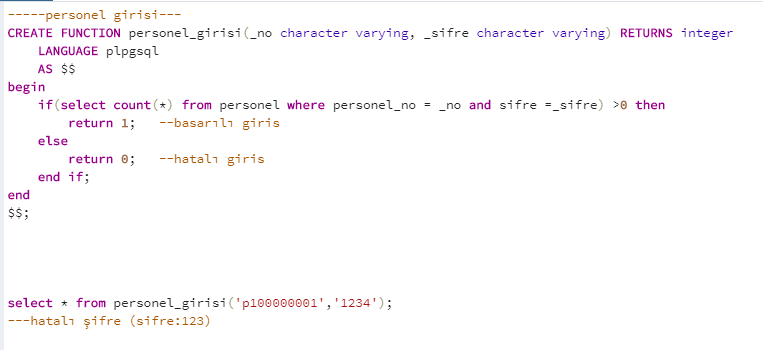 -----personel girisi---
CREATE FUNCTION personel_girisi(_no character varying, _sifre character varying) RETURNS integer
LANGUAGE plpgsql
AS $$
begin
if(select count(*) from personel where personel_no = _no and sifre =_sifre) >0 then
return 1;   --basarılı giris
else
return 0;   --hatalı giris
end if;
end
$$;
select * from personel_girisi('p100000001','1234');
---hatalı şifre (sifre:123)